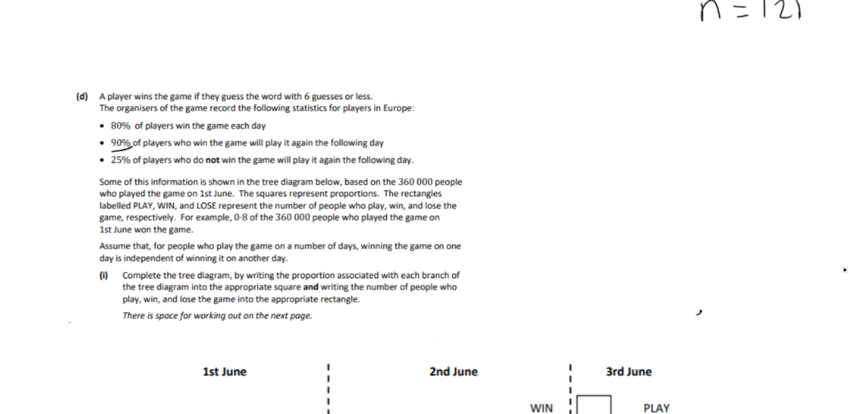 n = 121
(d) A player wins the game if they guess the word with 6 guesses or less.
The organisers of the game record the following statistics for players in Europe:
• 80% of players win the game each day
• 90% of players who win the game will play it again the following day
• 25% of players who do not win the game will play it again the following day.
Some of this information is shown in the tree diagram below, based on the 360 000 people
who played the game on 1st June. The squares represent proportions. The rectangles
labelled PLAY, WIN, and LOSE represent the number of people who play, win, and lose the
game, respectively. For example, 0·8 of the 360 000 people who played the game on
1st June won the game.
Assume that, for people who play the game on a number of days, winning the game on one
day is independent of winning it on another day.
(i) Complete the tree diagram, by writing the proportion associated with each branch of
the tree diagram into the appropriate square and writing the number of people who
play, win, and lose the game into the appropriate rectangle.
There is space for working out on the next page.
1st June 2nd June 3rd June
WIN PLAY